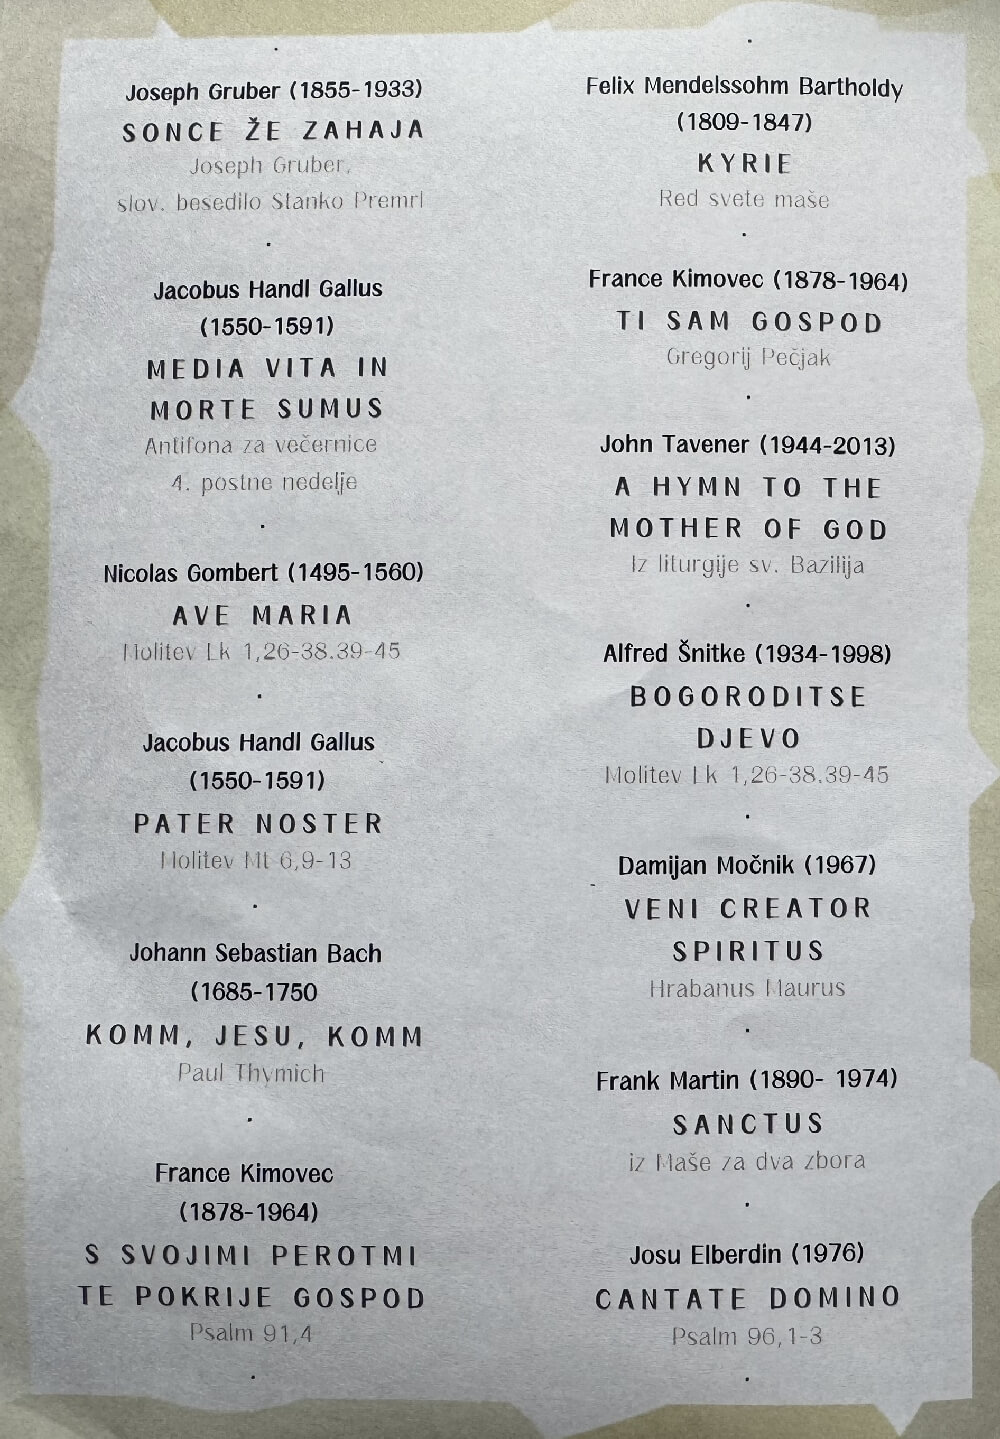 Joseph Gruber (1855-1933)
SONCE ŽE ZAHAJA
Joseph Gruber,
slov. besedilo Stanko Premrl
Jacobus Handl Gallus
(1550-1591)
MEDIA VITA IN
MORTE SUMUS
Antifona za večernice
4. postne nedelje
Nicolas Gombert (1495-1560)
AVE MARIA
Molitev Lk 1,26-38.39-45
Jacobus Handl Gallus
(1550-1591)
PATER NOSTER
Molitev Mt 6,9-13
Johann Sebastian Bach
(1685-1750
KOMM, JESU, KOMM
Paul Thymich
France Kimovec
(1878-1964)
S SVOJIMI PEROTMI
TE POKRIJE GOSPOD
Psalm 91,4
Felix Mendelssohm Bartholdy
(1809-1847)
KYRIE
Red svete maše
France Kimovec (1878-1964)
TI SAM GOSPOD
Gregorij Pečjak
John Tavener (1944-2013)
A HYMN TO THE
MOTHER OF GOD
Iz liturgije sv. Bazilija
Alfred Šnitke (1934-1998)
BOGORODITSE
DJEVO
Molitev Lk 1,26-38.39-45
Damijan Močnik (1967)
VENI CREATOR
SPIRITUS
Hrabanus Maurus
Frank Martin (1890- 1974)
SANCTUS
iz Maše za dva zbora
Josu Elberdin (1976)
CANTATE DOMINO
Psalm 96,1-3